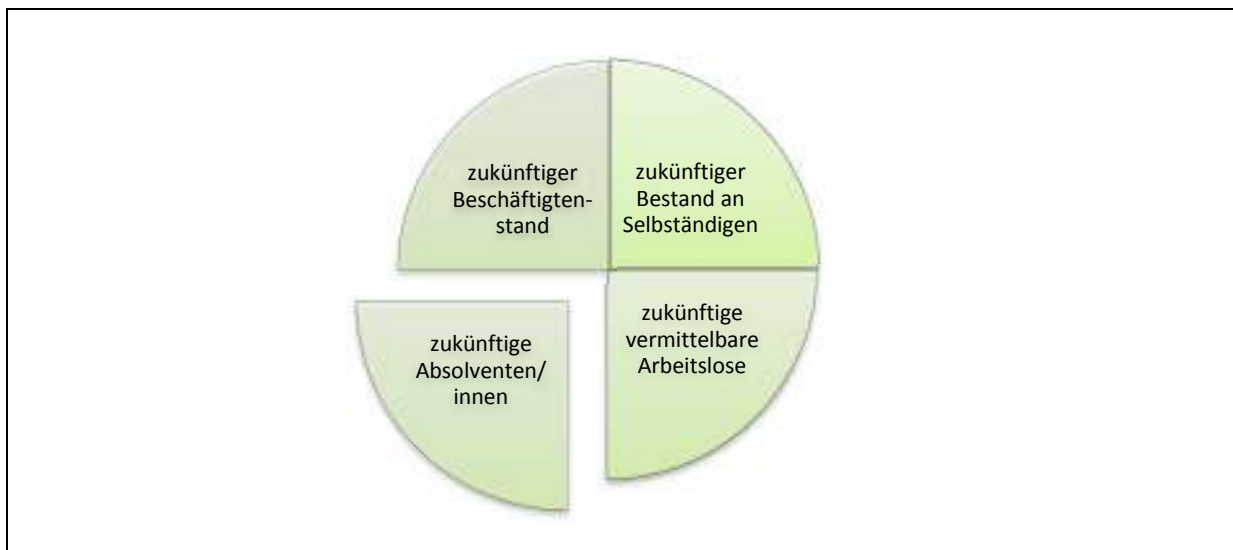 zukünftiger
Beschäftigten-
stand
zukünftiger
Bestand an
Selbständigen
zukünftige
Absolventen/
innen
zukünftige
vermittelbare
Arbeitslose